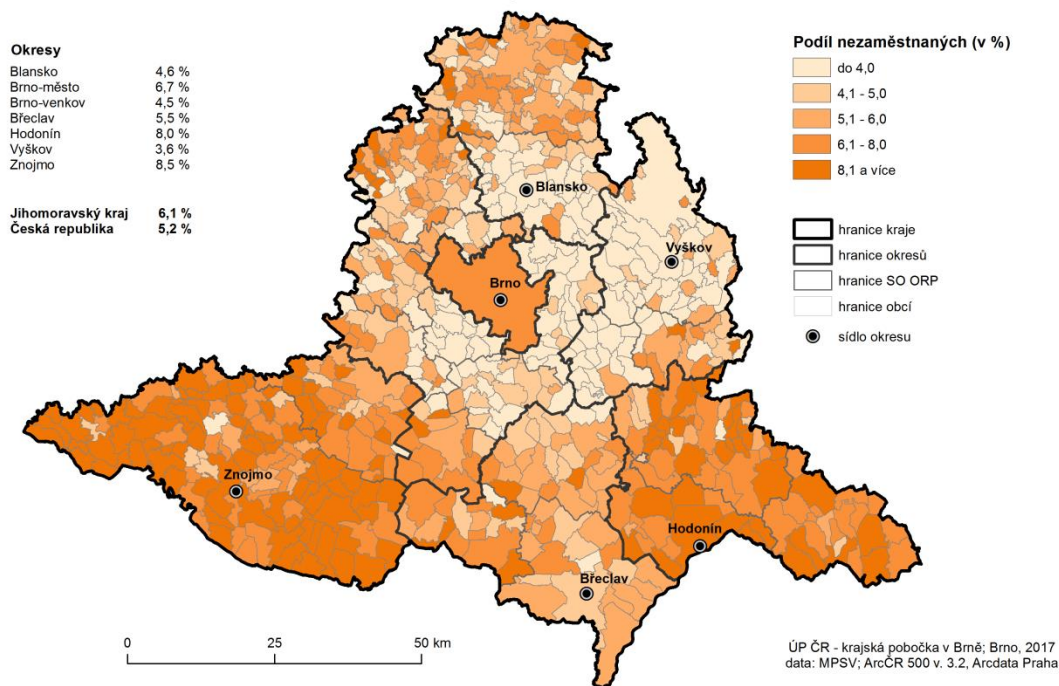 Okresy
Blansko 4,6 %
Brno-město 6,7 %
Brno-venkov 4,5 %
Břeclav 5,5 %
Hodonín 8,0 %
Vyškov 3,6 %
Znojmo 8,5 %
Jihomoravský kraj 6,1 %
Česká republika 5,2 %
Podíl nezaměstnaných (v %)
do 4,0
4,1 - 5,0
5,1 - 6,0
6,1 - 8,0
8,1 a více
hranice kraje
hranice okresů
hranice SO ORP
hranice obcí
sídlo okresu
Blansko
Vyškov
Brno
Znojmo
Hodonín
Břeclav
0 25 50 km
ÚP ČR - krajská pobočka v Brně; Brno, 2017
data: MPSV; ArcČR 500 v. 3.2, Arcdata Praha